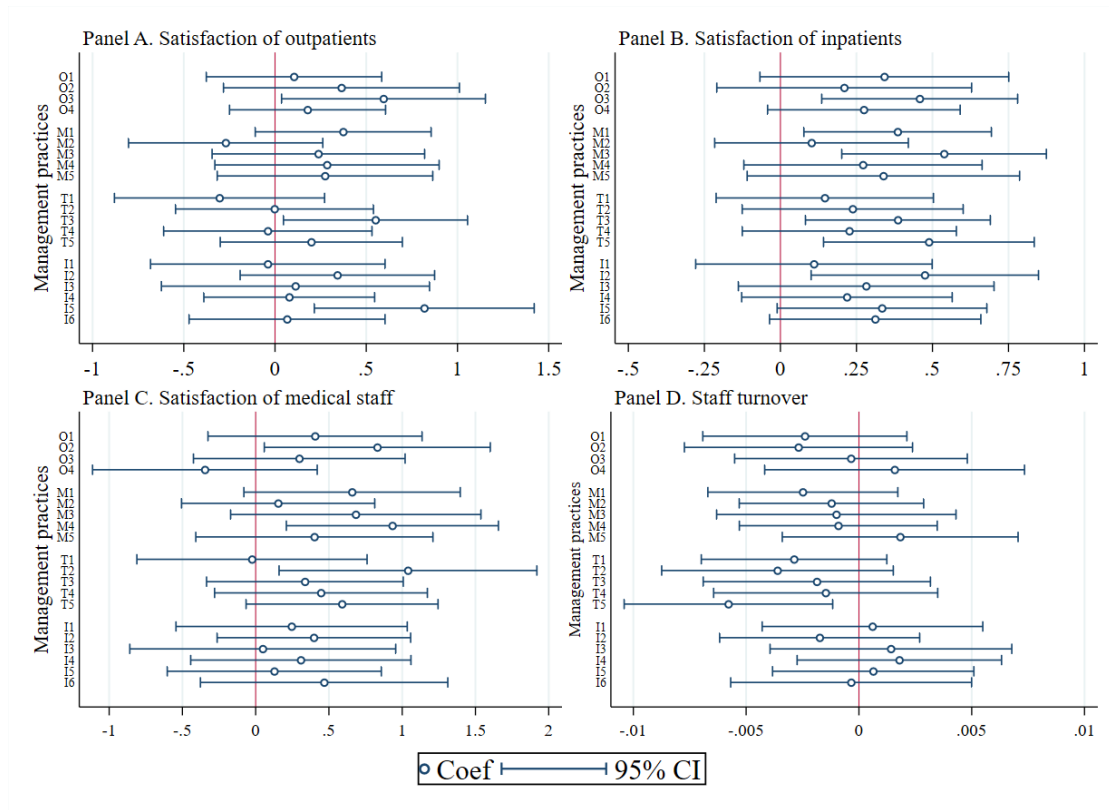 Panel A. Satisfaction of outpatients
Management practices
O1
O2
O3
O4
M1
M2
M3
M4
M5
T1
T2
T3
T4
T5
I1
I2
I3
I4
I5
I6
-1 -.5 0 .5 1 1.5
Panel B. Satisfaction of inpatients
Management practices
O1
O2
O3
O4
M1
M2
M3
M4
M5
T1
T2
T3
T4
T5
I1
I2
I3
I4
I5
I6
-.5 -.25 0 .25 .5 .75 1
Panel C. Satisfaction of medical staff
Management practices
O1
O2
O3
O4
M1
M2
M3
M4
M5
T1
T2
T3
T4
T5
I1
I2
I3
I4
I5
I6
-1 -.5 0 .5 1 1.5 2
Panel D. Staff turnover
Management practices
O1
O2
O3
O4
M1
M2
M3
M4
M5
T1
T2
T3
T4
T5
I1
I2
I3
I4
I5
I6
-.01 -.005 0 .005 .01
Coef 95% CI